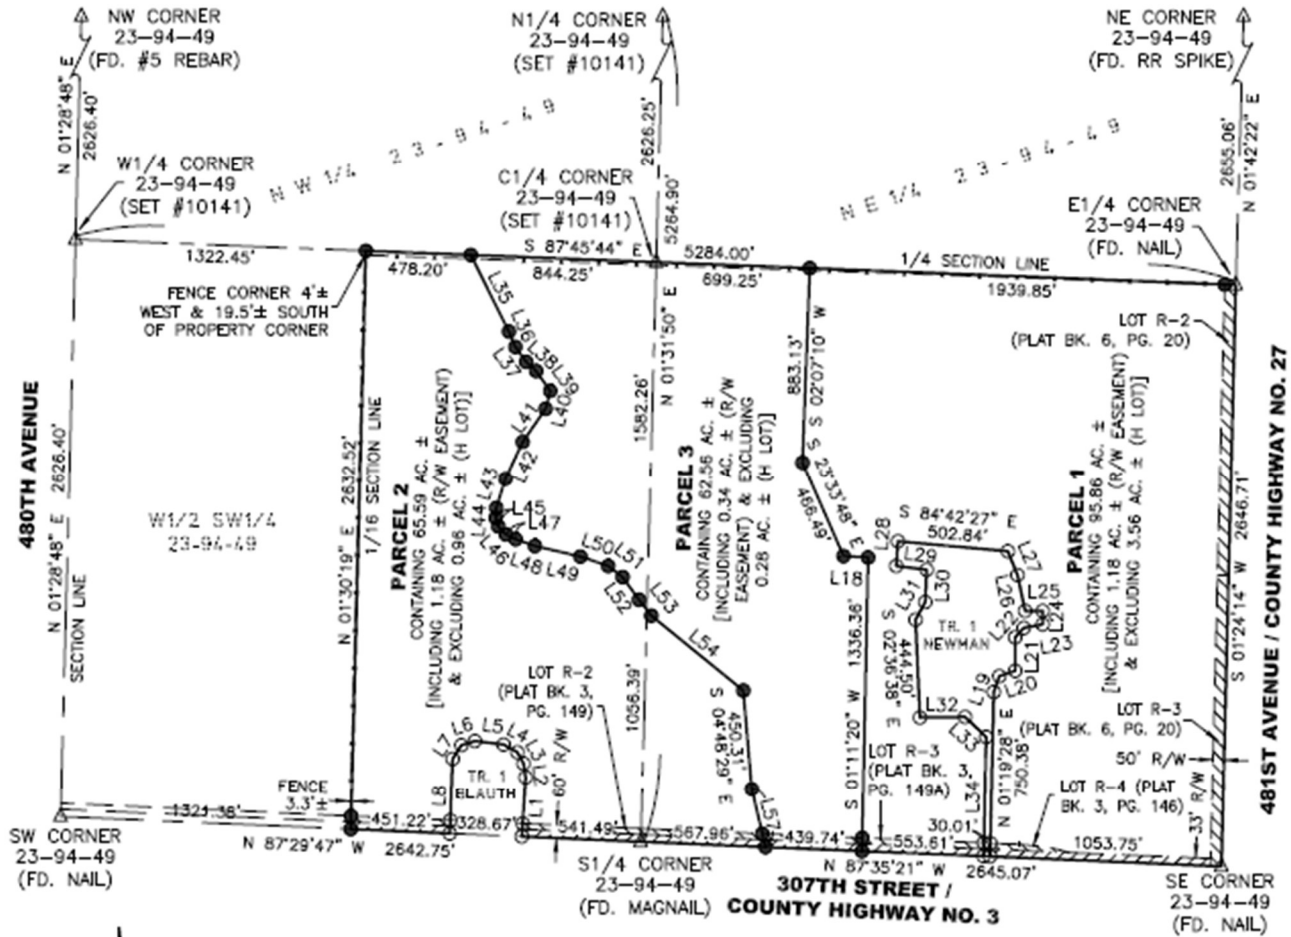 NW CORNER
23-94-49
(FD. #5 REBAR)
N1/4 CORNER
23-94-49
(SET #10141)
NE CORNER
23-94-49
(FD. RR SPIKE)
N 01°28'48" E
2626.40'
2626.25'
5264.90'
2655.06'
N 01°42'22" E
NW 1/4 23-94-49
NE 1/4 23-94-49
W1/4 CORNER
23-94-49
(SET #10141)
C1/4 CORNER
23-94-49
(SET #10141)
E1/4 CORNER
23-94-49
(FD. NAIL)
1322.45'
S 87°45'44" E
5284.00'
1/4 SECTION LINE
478.20'
844.25'
699.25'
1939.85'
FENCE CORNER 4'±
WEST & 19.5'± SOUTH
OF PROPERTY CORNER
LOT R-2
(PLAT BK. 6, PG. 20)
480TH AVENUE
N 01°28'48" E 2626.40'
SECTION LINE
W1/2 SW1/4
23-94-49
N 01°30'19" E 2632.52'
1/16 SECTION LINE
PARCEL 2
CONTAINING 65.59 AC. ±
[INCLUDING 1.18 AC. ± (R/W EASEMENT)
& EXCLUDING 0.96 AC. ± (H LOT)]
L35
L36
L37
L38
L39
L40
L41
L42
L43
L44
L45
L46
L47
L48
L49
L50
L51
L52
L53
L54
N 01°31'50" E
1582.26'
1056.39'
PARCEL 3
CONTAINING 62.56 AC. ±
[INCLUDING 0.34 AC. ± (R/W
EASEMENT) & EXCLUDING
0.28 AC. ± (H LOT)]
883.13'
S 02°07'10" W
S 23°33'48" E
466.49'
L18
1336.36'
S 01°11'20" W
S 84°42'27" E
502.84'
L28
L29
L30
L31
L27
L26
L25
L24
L23
L22
L21
L20
L19
TR. 1
NEWMAN
444.50'
S 02°36'38" E
L32
L33
L34
N 01°19'28" E
750.38'
PARCEL 1
CONTAINING 95.86 AC. ±
[INCLUDING 1.18 AC. ± (R/W EASEMENT)
& EXCLUDING 3.56 AC. ± (H LOT)]
S 01°24'14" W 2646.71'
481ST AVENUE / COUNTY HIGHWAY NO. 27
LOT R-2
(PLAT BK. 3,
PG. 149)
450.31'
S 04°48'29" E
L57
LOT R-3
(PLAT BK. 3,
PG. 149A)
LOT R-3
(PLAT BK. 6, PG. 20)
50' R/W
LOT R-4 (PLAT
BK. 3, PG. 146)
33' R/W
L8
L7
L6
L5
L4
L3
L2
L1
TR. 1
BLAUTH
60' R/W
FENCE
3.3'±
1321.38'
451.22'
328.67'
541.49'
567.96'
439.74'
553.61'
30.01'
1053.75'
N 87°29'47" W
2642.75'
N 87°35'21" W
2645.07'
SW CORNER
23-94-49
(FD. NAIL)
S1/4 CORNER
23-94-49
(FD. MAGNAIL)
307TH STREET /
COUNTY HIGHWAY NO. 3
SE CORNER
23-94-49
(FD. NAIL)